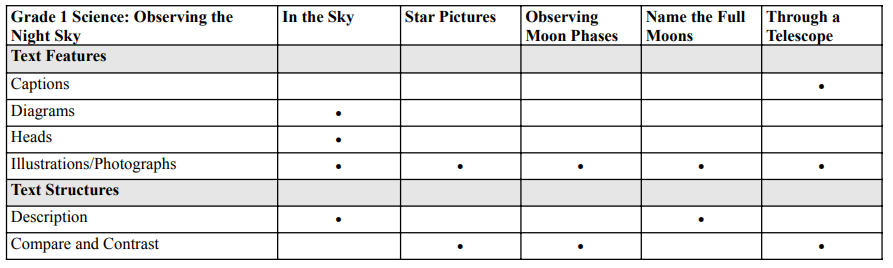 Grade 1 Science: Observing the Night Sky | In the Sky | Star Pictures | Observing Moon Phases | Name the Full Moons | Through a Telescope
Text Features
Captions | | | | | •
Diagrams | •
Heads | •
Illustrations/Photographs | • | • | • | • | •
Text Structures
Description | • | | | •
Compare and Contrast | | • | • | | •